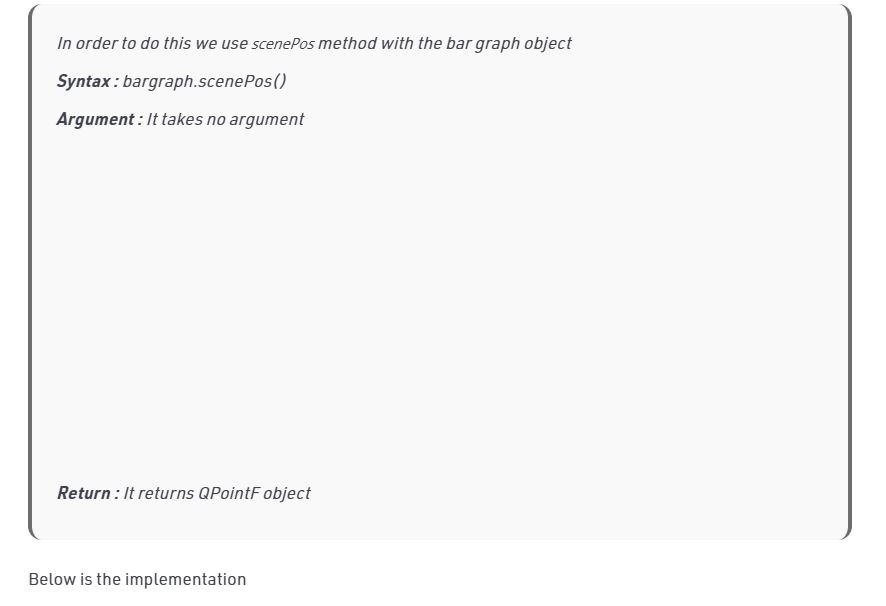 In order to do this we use scenePos method with the bar graph object
Syntax : bargraph.scenePos()
Argument : It takes no argument
Return : It returns QPointF object
Below is the implementation